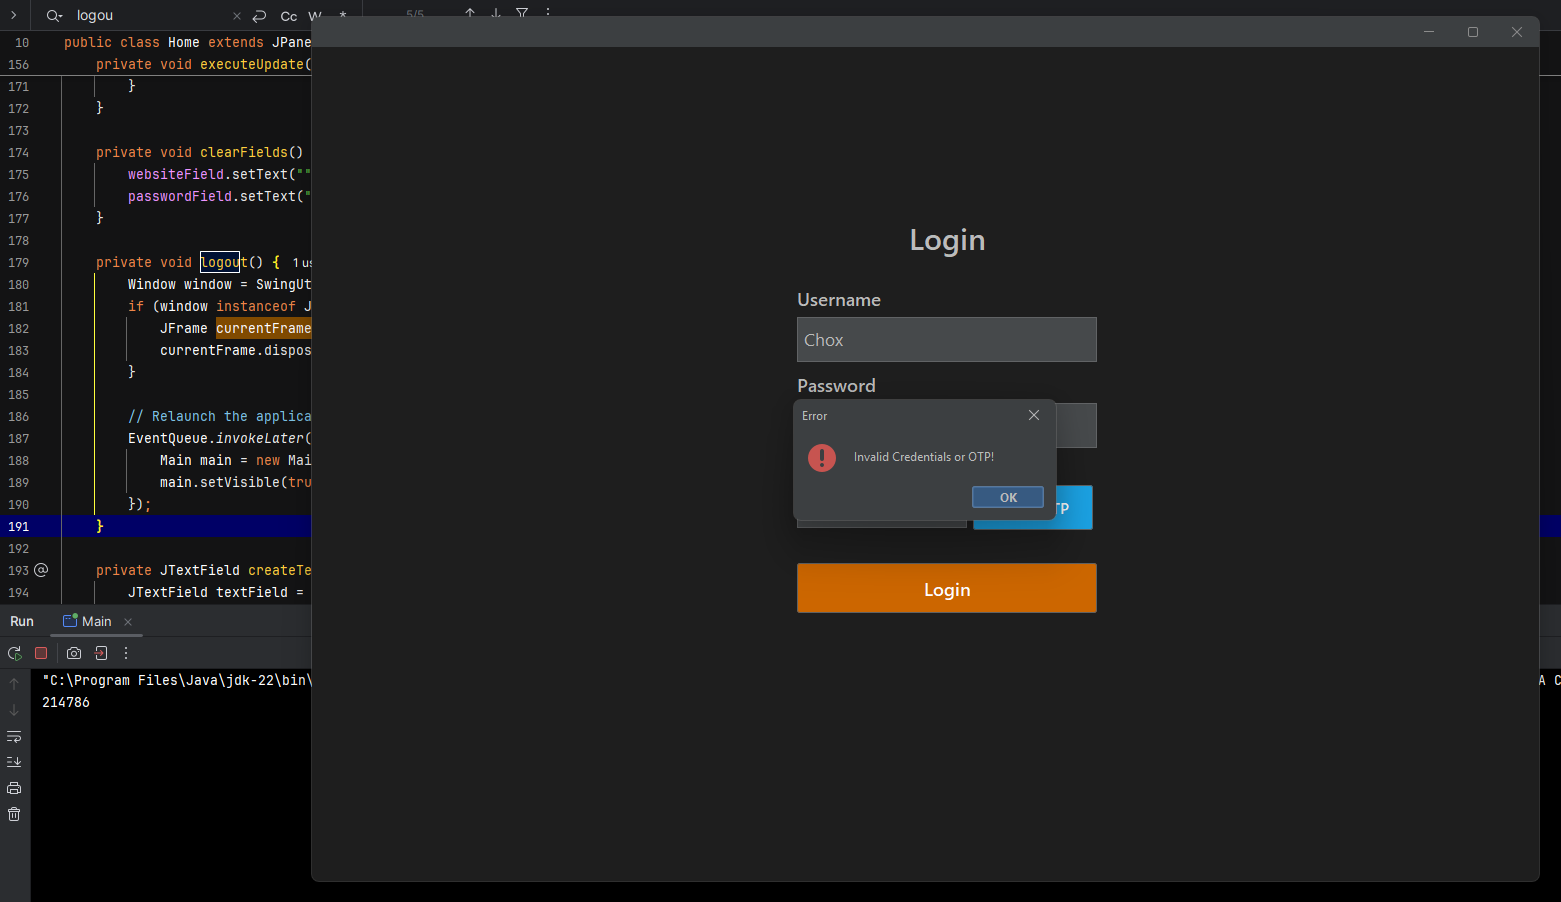 logou
Cc W .* 5/5
10 public class Home extends JPane
156 private void executeUpdate(
171 }
172 }
173
174 private void clearFields()
175 websiteField.setText(""
176 passwordField.setText("
177 }
178
179 private void logout() { 1 us
180 Window window = SwingUt
181 if (window instanceof J
182 JFrame currentFrame
183 currentFrame.dispos
184 }
185
186 // Relaunch the applica
187 EventQueue.invokeLater(
188 Main main = new Mai
189 main.setVisible(tru
190 });
191 }
192
193 @ private JTextField createTe
194 JTextField textField =
Run Main
"C:\Program Files\Java\jdk-22\bin\
A C
214786
Login
Username
Chox
Password
Error
Invalid Credentials or OTP!
OK
TP
Login